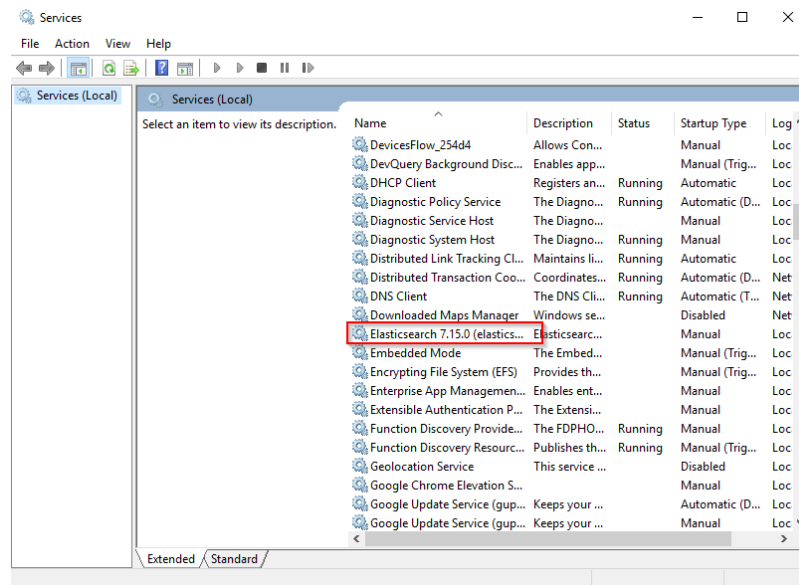 Services
File Action View Help
Services (Local)
Services (Local)
Select an item to view its description.
Name Description Status Startup Type Log
DevicesFlow_254d4 Allows Con... Manual Loc
DevQuery Background Disc... Enables app... Manual (Trig... Loc
DHCP Client Registers an... Running Automatic Loc
Diagnostic Policy Service The Diagno... Running Automatic (D... Loc
Diagnostic Service Host The Diagno... Manual Loc
Diagnostic System Host The Diagno... Running Manual Loc
Distributed Link Tracking Cl... Maintains li... Running Automatic Loc
Distributed Transaction Coo... Coordinates... Running Automatic (D... Net
DNS Client The DNS Cli... Running Automatic (T... Net
Downloaded Maps Manager Windows se... Disabled Net
Elasticsearch 7.15.0 (elastics... Elasticsearc... Manual Loc
Embedded Mode The Embed... Manual (Trig... Loc
Encrypting File System (EFS) Provides th... Manual (Trig... Loc
Enterprise App Managemen... Enables ent... Manual Loc
Extensible Authentication P... The Extensi... Manual Loc
Function Discovery Provide... The FDPHO... Running Manual Loc
Function Discovery Resourc... Publishes th... Running Manual (Trig... Loc
Geolocation Service This service ... Disabled Loc
Google Chrome Elevation S... Manual Loc
Google Update Service (gup... Keeps your ... Automatic (D... Loc
Google Update Service (gup... Keeps your ... Manual Loc
Extended Standard